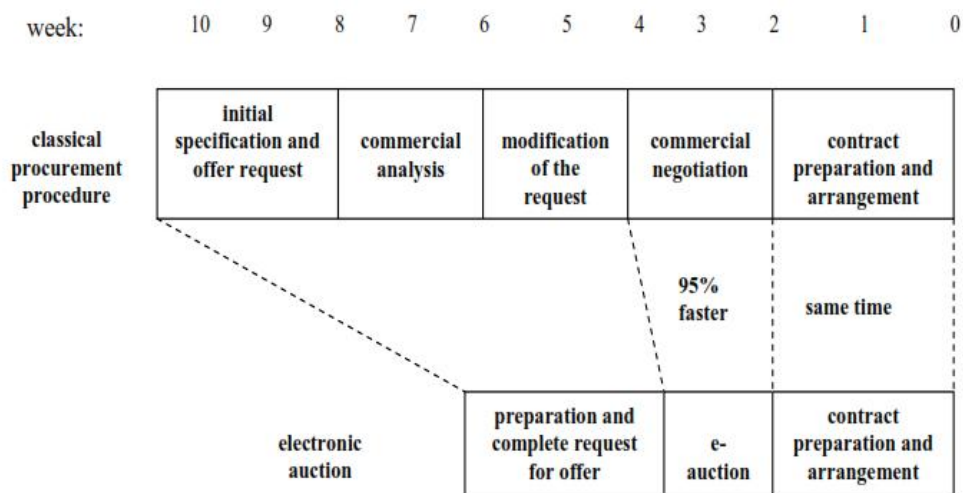 week: 10 9 8 7 6 5 4 3 2 1 0
classical
procurement
procedure
initial
specification and
offer request
commercial
analysis
modification
of the
request
commercial
negotiation
contract
preparation and
arrangement
95%
faster
same time
electronic
auction
preparation and
complete request
for offer
e-
auction
contract
preparation and
arrangement